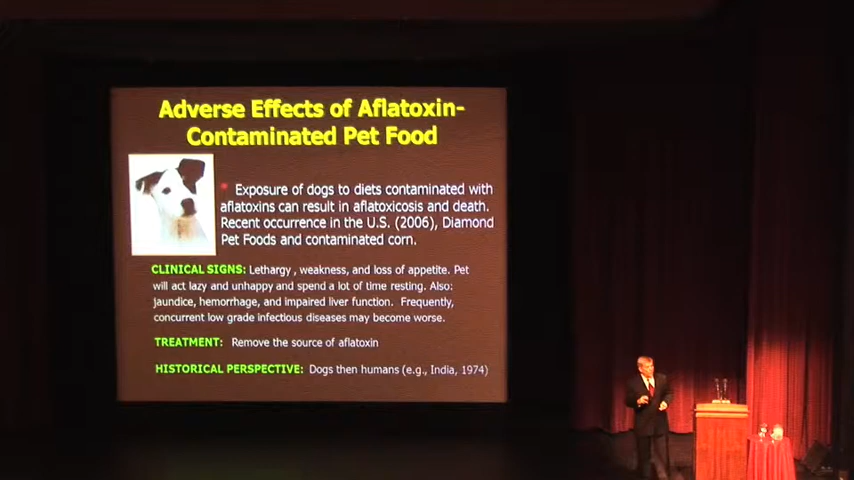 Adverse Effects of Aflatoxin-
Contaminated Pet Food
* Exposure of dogs to diets contaminated with
aflatoxins can result in aflatoxicosis and death.
Recent occurrence in the U.S. (2006), Diamond
Pet Foods and contaminated corn.
CLINICAL SIGNS: Lethargy , weakness, and loss of appetite. Pet
will act lazy and unhappy and spend a lot of time resting. Also:
jaundice, hemorrhage, and impaired liver function. Frequently,
concurrent low grade infectious diseases may become worse.
TREATMENT: Remove the source of aflatoxin
HISTORICAL PERSPECTIVE: Dogs then humans (e.g., India, 1974)